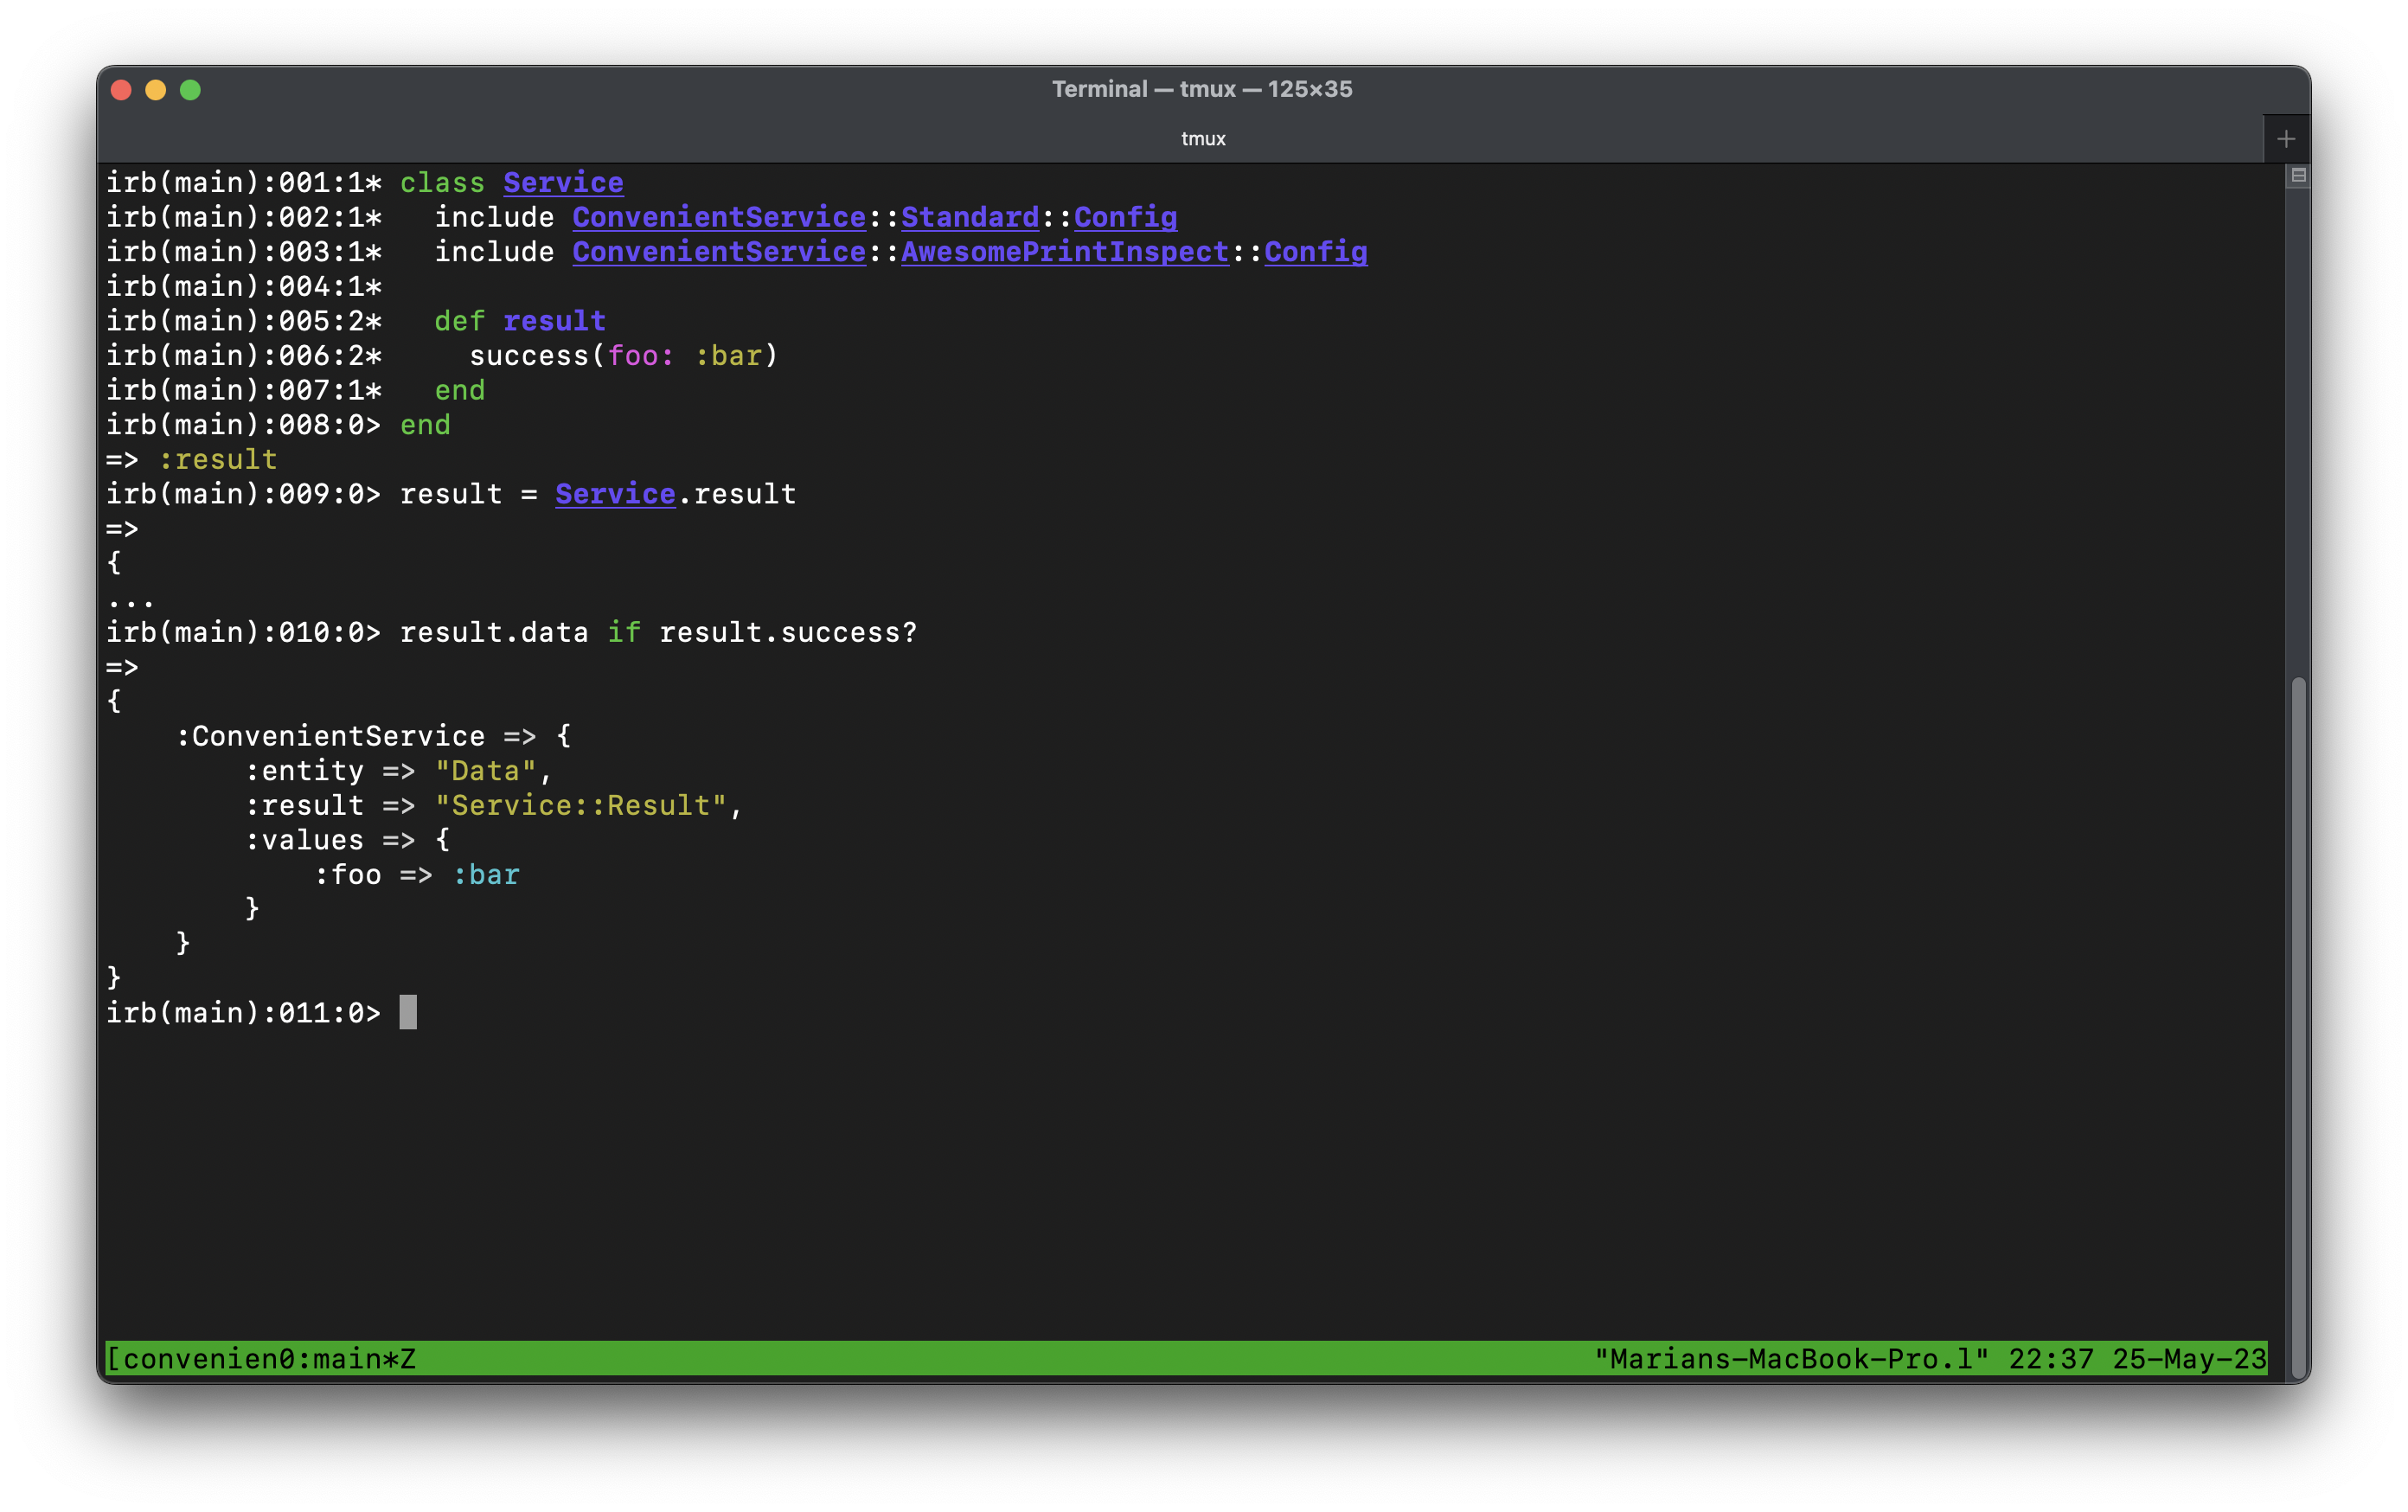 Terminal — tmux — 125×35
tmux
irb(main):001:1* class Service
irb(main):002:1*   include ConvenientService::Standard::Config
irb(main):003:1*   include ConvenientService::AwesomePrintInspect::Config
irb(main):004:1*
irb(main):005:2*   def result
irb(main):006:2*     success(foo: :bar)
irb(main):007:1*   end
irb(main):008:0> end
=> :result
irb(main):009:0> result = Service.result
=>
{
...
irb(main):010:0> result.data if result.success?
=>
{
    :ConvenientService => {
        :entity => "Data",
        :result => "Service::Result",
        :values => {
            :foo => :bar
        }
    }
}
irb(main):011:0>
[convenien0:main*Z "Marians-MacBook-Pro.l" 22:37 25-May-23